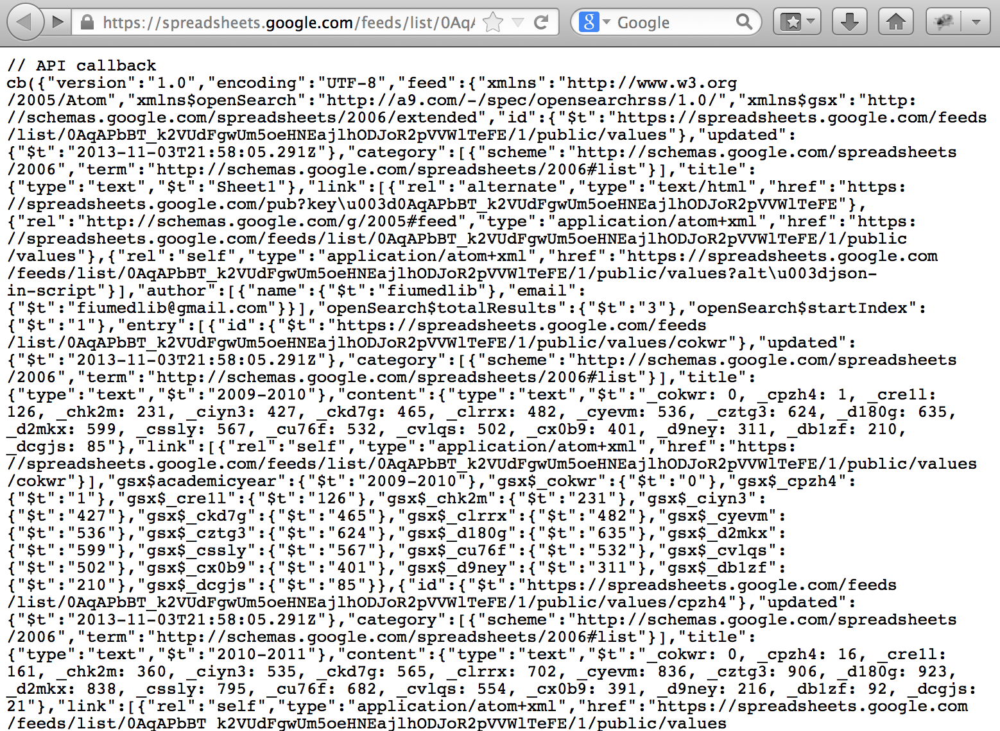 https://spreadsheets.google.com/feeds/list/0AqA
g Google
// API callback
cb({"version":"1.0","encoding":"UTF-8","feed":{"xmlns":"http://www.w3.org
/2005/Atom","xmlns$openSearch":"http://a9.com/-/spec/opensearchrss/1.0/","xmlns$gsx":"http:
//schemas.google.com/spreadsheets/2006/extended","id":{"$t":"https://spreadsheets.google.com/feeds
/list/0AqAPbBT_k2VUdFgwUm5oeHNEajlhODJoR2pVVWlTeFE/1/public/values"},"updated":
{"$t":"2013-11-03T21:58:05.291Z"},"category":[{"scheme":"http://schemas.google.com/spreadsheets
/2006","term":"http://schemas.google.com/spreadsheets/2006#list"}],"title":
{"type":"text","$t":"Sheet1"},"link":[{"rel":"alternate","type":"text/html","href":"https:
//spreadsheets.google.com/pub?key\u003d0AqAPbBT_k2VUdFgwUm5oeHNEajlhODJoR2pVVWlTeFE"},
{"rel":"http://schemas.google.com/g/2005#feed","type":"application/atom+xml","href":"https:
//spreadsheets.google.com/feeds/list/0AqAPbBT_k2VUdFgwUm5oeHNEajlhODJoR2pVVWlTeFE/1/public
/values"},{"rel":"self","type":"application/atom+xml","href":"https://spreadsheets.google.com
/feeds/list/0AqAPbBT_k2VUdFgwUm5oeHNEajlhODJoR2pVVWlTeFE/1/public/values?alt\u003djson-
in-script"}],"author":[{"name":{"$t":"fiumedlib"},"email":
{"$t":"fiumedlib@gmail.com"}}],"openSearch$totalResults":{"$t":"3"},"openSearch$startIndex":
{"$t":"1"},"entry":[{"id":{"$t":"https://spreadsheets.google.com/feeds
/list/0AqAPbBT_k2VUdFgwUm5oeHNEajlhODJoR2pVVWlTeFE/1/public/values/cokwr"},"updated":
{"$t":"2013-11-03T21:58:05.291Z"},"category":[{"scheme":"http://schemas.google.com/spreadsheets
/2006","term":"http://schemas.google.com/spreadsheets/2006#list"}],"title":
{"type":"text","$t":"2009-2010"},"content":{"type":"text","$t":"_cokwr: 0, _cpzh4: 1, _cre1l:
126, _chk2m: 231, _ciyn3: 427, _ckd7g: 465, _clrrx: 482, _cyevm: 536, _cztg3: 624, _d180g: 635,
_d2mkx: 599, _cssly: 567, _cu76f: 532, _cvlqs: 502, _cx0b9: 401, _d9ney: 311, _db1zf: 210,
_dcgjs: 85"},"link":[{"rel":"self","type":"application/atom+xml","href":"https:
//spreadsheets.google.com/feeds/list/0AqAPbBT_k2VUdFgwUm5oeHNEajlhODJoR2pVVWlTeFE/1/public/values
/cokwr"}],"gsx$academicyear":{"$t":"2009-2010"},"gsx$_cokwr":{"$t":"0"},"gsx$_cpzh4":
{"$t":"1"},"gsx$_cre1l":{"$t":"126"},"gsx$_chk2m":{"$t":"231"},"gsx$_ciyn3":
{"$t":"427"},"gsx$_ckd7g":{"$t":"465"},"gsx$_clrrx":{"$t":"482"},"gsx$_cyevm":
{"$t":"536"},"gsx$_cztg3":{"$t":"624"},"gsx$_d180g":{"$t":"635"},"gsx$_d2mkx":
{"$t":"599"},"gsx$_cssly":{"$t":"567"},"gsx$_cu76f":{"$t":"532"},"gsx$_cvlqs":
{"$t":"502"},"gsx$_cx0b9":{"$t":"401"},"gsx$_d9ney":{"$t":"311"},"gsx$_db1zf":
{"$t":"210"},"gsx$_dcgjs":{"$t":"85"}},{"id":{"$t":"https://spreadsheets.google.com/feeds
/list/0AqAPbBT_k2VUdFgwUm5oeHNEajlhODJoR2pVVWlTeFE/1/public/values/cpzh4"},"updated":
{"$t":"2013-11-03T21:58:05.291Z"},"category":[{"scheme":"http://schemas.google.com/spreadsheets
/2006","term":"http://schemas.google.com/spreadsheets/2006#list"}],"title":
{"type":"text","$t":"2010-2011"},"content":{"type":"text","$t":"_cokwr: 0, _cpzh4: 16, _cre1l:
161, _chk2m: 360, _ciyn3: 535, _ckd7g: 565, _clrrx: 702, _cyevm: 836, _cztg3: 906, _d180g: 923,
_d2mkx: 838, _cssly: 795, _cu76f: 682, _cvlqs: 554, _cx0b9: 391, _d9ney: 216, _db1zf: 92, _dcgjs:
21"},"link":[{"rel":"self","type":"application/atom+xml","href":"https://spreadsheets.google.com
/feeds/list/0AqAPbBT_k2VUdFgwUm5oeHNEajlhODJoR2pVVWlTeFE/1/public/values